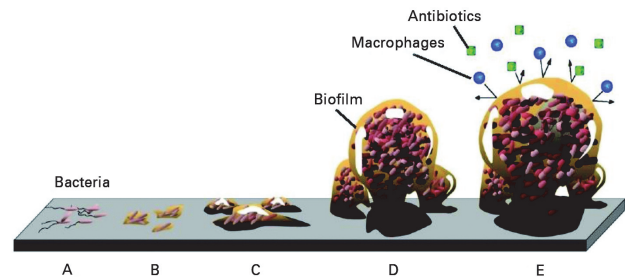 Antibiotics
Macrophages
Biofilm
Bacteria
A B C D E